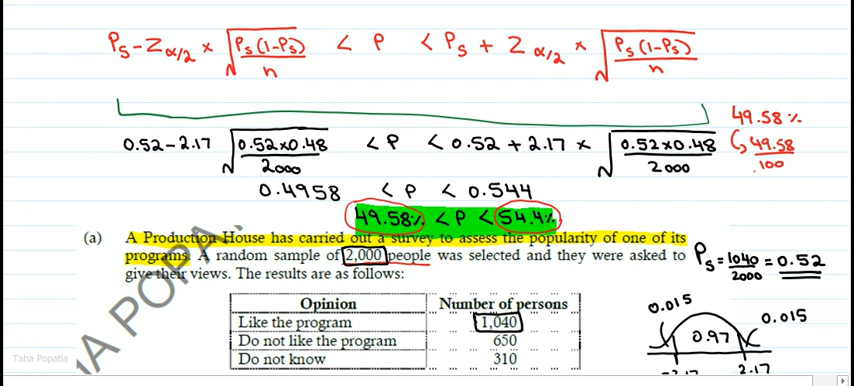 Ps - Zα/2 × √(Ps(1-Ps)/n) < P < Ps + Zα/2 × √(Ps(1-Ps)/n)
49.58%
0.52 - 2.17 √(0.52×0.48/2000) < P < 0.52 + 2.17 × √(0.52×0.48/2000)
49.58/100
0.4958 < P < 0.544
49.58% < P < 54.4%
(a) A Production House has carried out a survey to assess the popularity of one of its
programs. A random sample of 2,000 people was selected and they were asked to
give their views. The results are as follows:
Ps = 1040/2000 = 0.52
Opinion Number of persons
Like the program 1,040
Do not like the program 650
Do not know 310
0.015 0.015
0.97
-2.17 2.17
Taha Popatia
A POPA